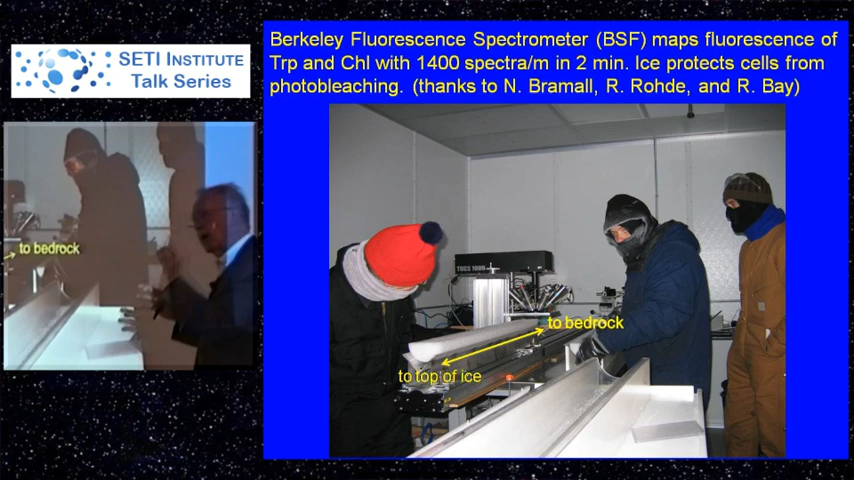 SETI INSTITUTE
Talk Series
Berkeley Fluorescence Spectrometer (BSF) maps fluorescence of
Trp and Chl with 1400 spectra/m in 2 min. Ice protects cells from
photobleaching. (thanks to N. Bramall, R. Rohde, and R. Bay)
to bedrock
TOGS 1000
to bedrock
to top of ice